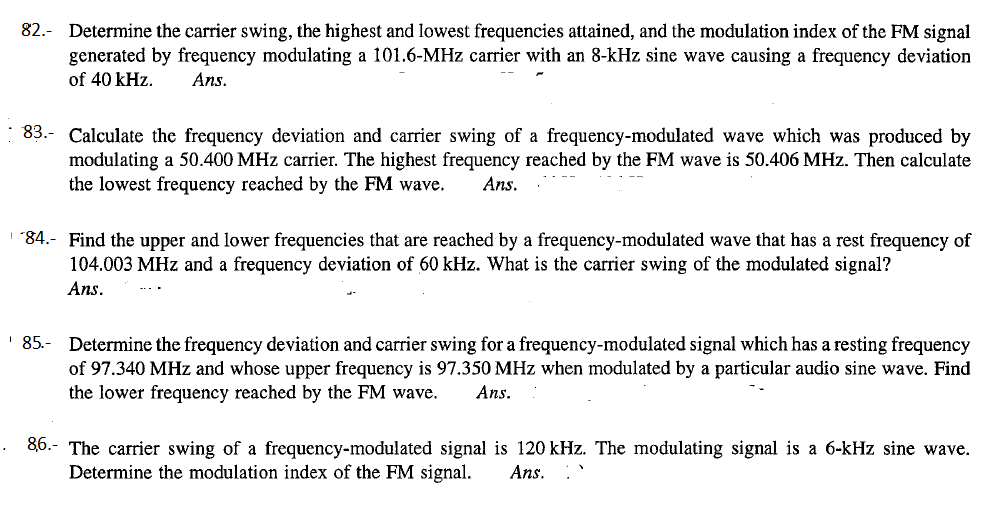 82.- Determine the carrier swing, the highest and lowest frequencies attained, and the modulation index of the FM signal
generated by frequency modulating a 101.6-MHz carrier with an 8-kHz sine wave causing a frequency deviation
of 40 kHz. Ans.
83.- Calculate the frequency deviation and carrier swing of a frequency-modulated wave which was produced by
modulating a 50.400 MHz carrier. The highest frequency reached by the FM wave is 50.406 MHz. Then calculate
the lowest frequency reached by the FM wave. Ans.
84.- Find the upper and lower frequencies that are reached by a frequency-modulated wave that has a rest frequency of
104.003 MHz and a frequency deviation of 60 kHz. What is the carrier swing of the modulated signal?
Ans.
85.- Determine the frequency deviation and carrier swing for a frequency-modulated signal which has a resting frequency
of 97.340 MHz and whose upper frequency is 97.350 MHz when modulated by a particular audio sine wave. Find
the lower frequency reached by the FM wave. Ans.
86.- The carrier swing of a frequency-modulated signal is 120 kHz. The modulating signal is a 6-kHz sine wave.
Determine the modulation index of the FM signal. Ans.